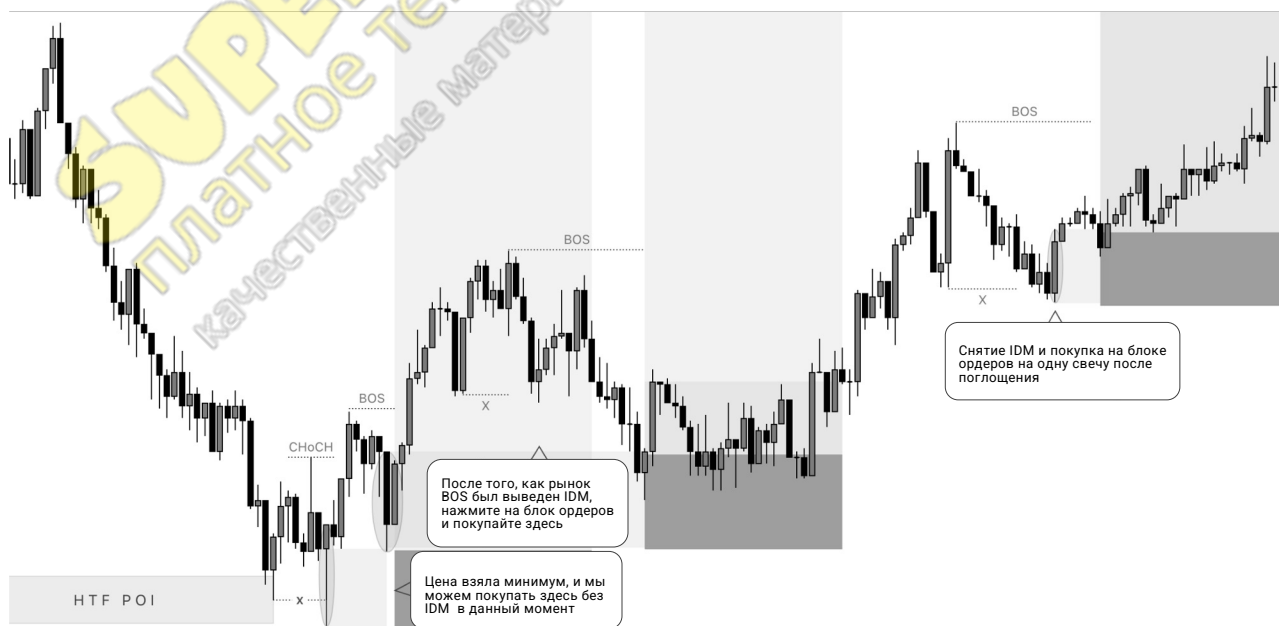 SUPE
платное те
качественные матер
BOS
BOS
X
Снятие IDM и покупка на блоке
ордеров на одну свечу после
поглощения
BOS
X
CHoCH
После того, как рынок
BOS был выведен IDM,
нажмите на блок ордеров
и покупайте здесь
Цена взяла минимум, и мы
можем покупать здесь без
IDM в данный момент
HTF POI
x